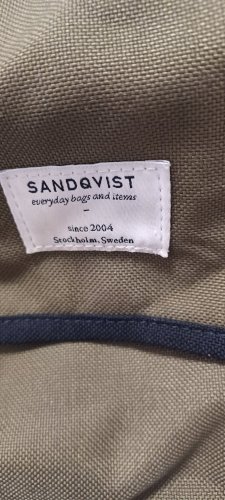 SANDQVIST
everyday bags and items
-
since 2004
Stockholm, Sweden